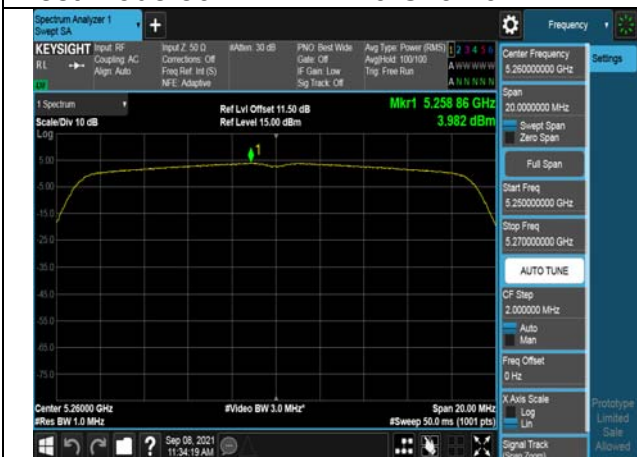 Spectrum Analyzer 1
Swept SA
+
Frequency
KEYSIGHT
RL
Input: RF
Coupling: AC
Align: Auto
Input Z: 50 Ω
Corrections: Off
Freq Ref: Int (S)
NFE: Adaptive
#Atten: 30 dB
PNO: Best Wide
Gate: Off
IF Gain: Low
Sig Track: Off
Avg Type: Power (RMS)
Avg|Hold: 100/100
Trig: Free Run
1 2 3 4 5 6
A W W W W W
A N N N N N
1 Spectrum
Scale/Div 10 dB
Log
Ref Lvl Offset 11.50 dB
Ref Level 15.00 dBm
Mkr1 5.258 86 GHz
3.982 dBm
1
5.00
-5.00
-15.0
-25.0
-35.0
-45.0
-55.0
-65.0
-75.0
Center 5.26000 GHz
#Res BW 1.0 MHz
#Video BW 3.0 MHz*
Span 20.00 MHz
#Sweep 50.0 ms (1001 pts)
Sep 08, 2021
11:34:19 AM
Center Frequency
5.260000000 GHz
Settings
Span
20.0000000 MHz
Swept Span
Zero Span
Full Span
Start Freq
5.250000000 GHz
Stop Freq
5.270000000 GHz
AUTO TUNE
CF Step
2.000000 MHz
Auto
Man
Freq Offset
0 Hz
X Axis Scale
Log
Lin
Signal Track
(Span Zoom)
Prototype
Limited
Sale
Allowed